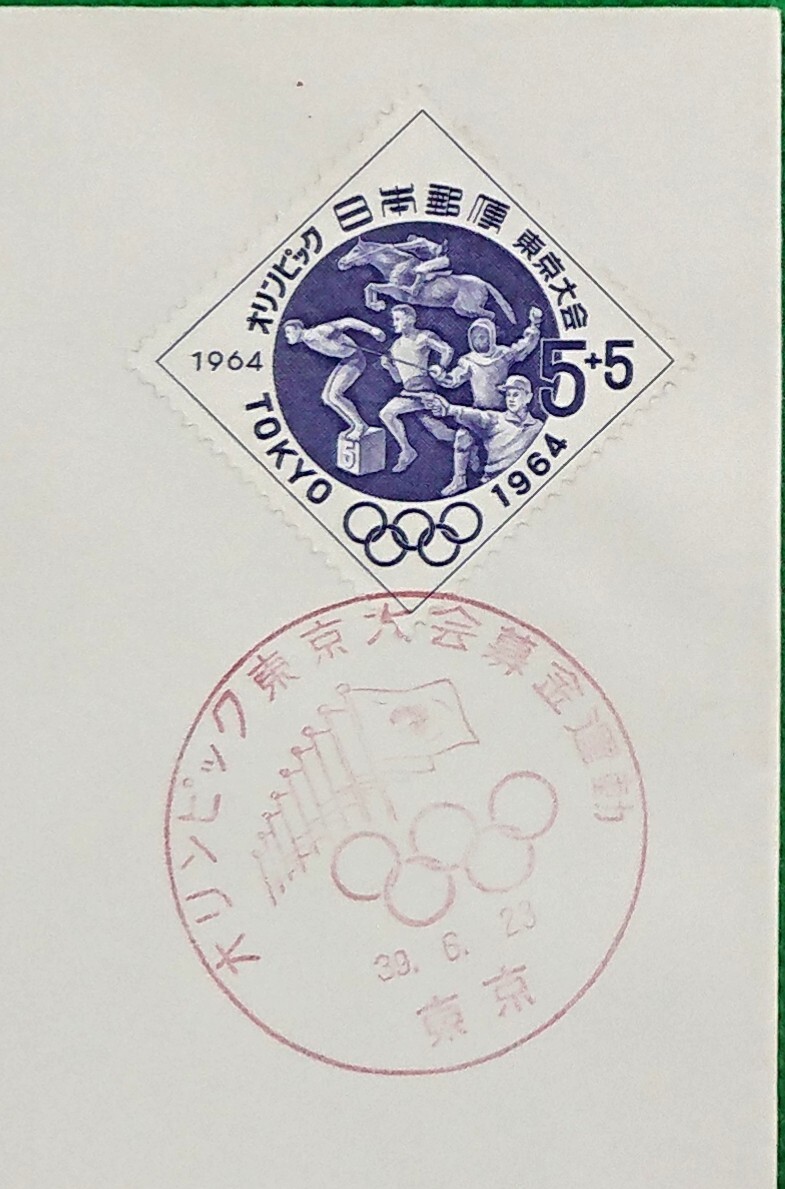 日本郵便
オリンピック 東京大会
1964
5+5
TOKYO 1964
5
オリンピック東京大会募金運動
39. 6. 23
東京